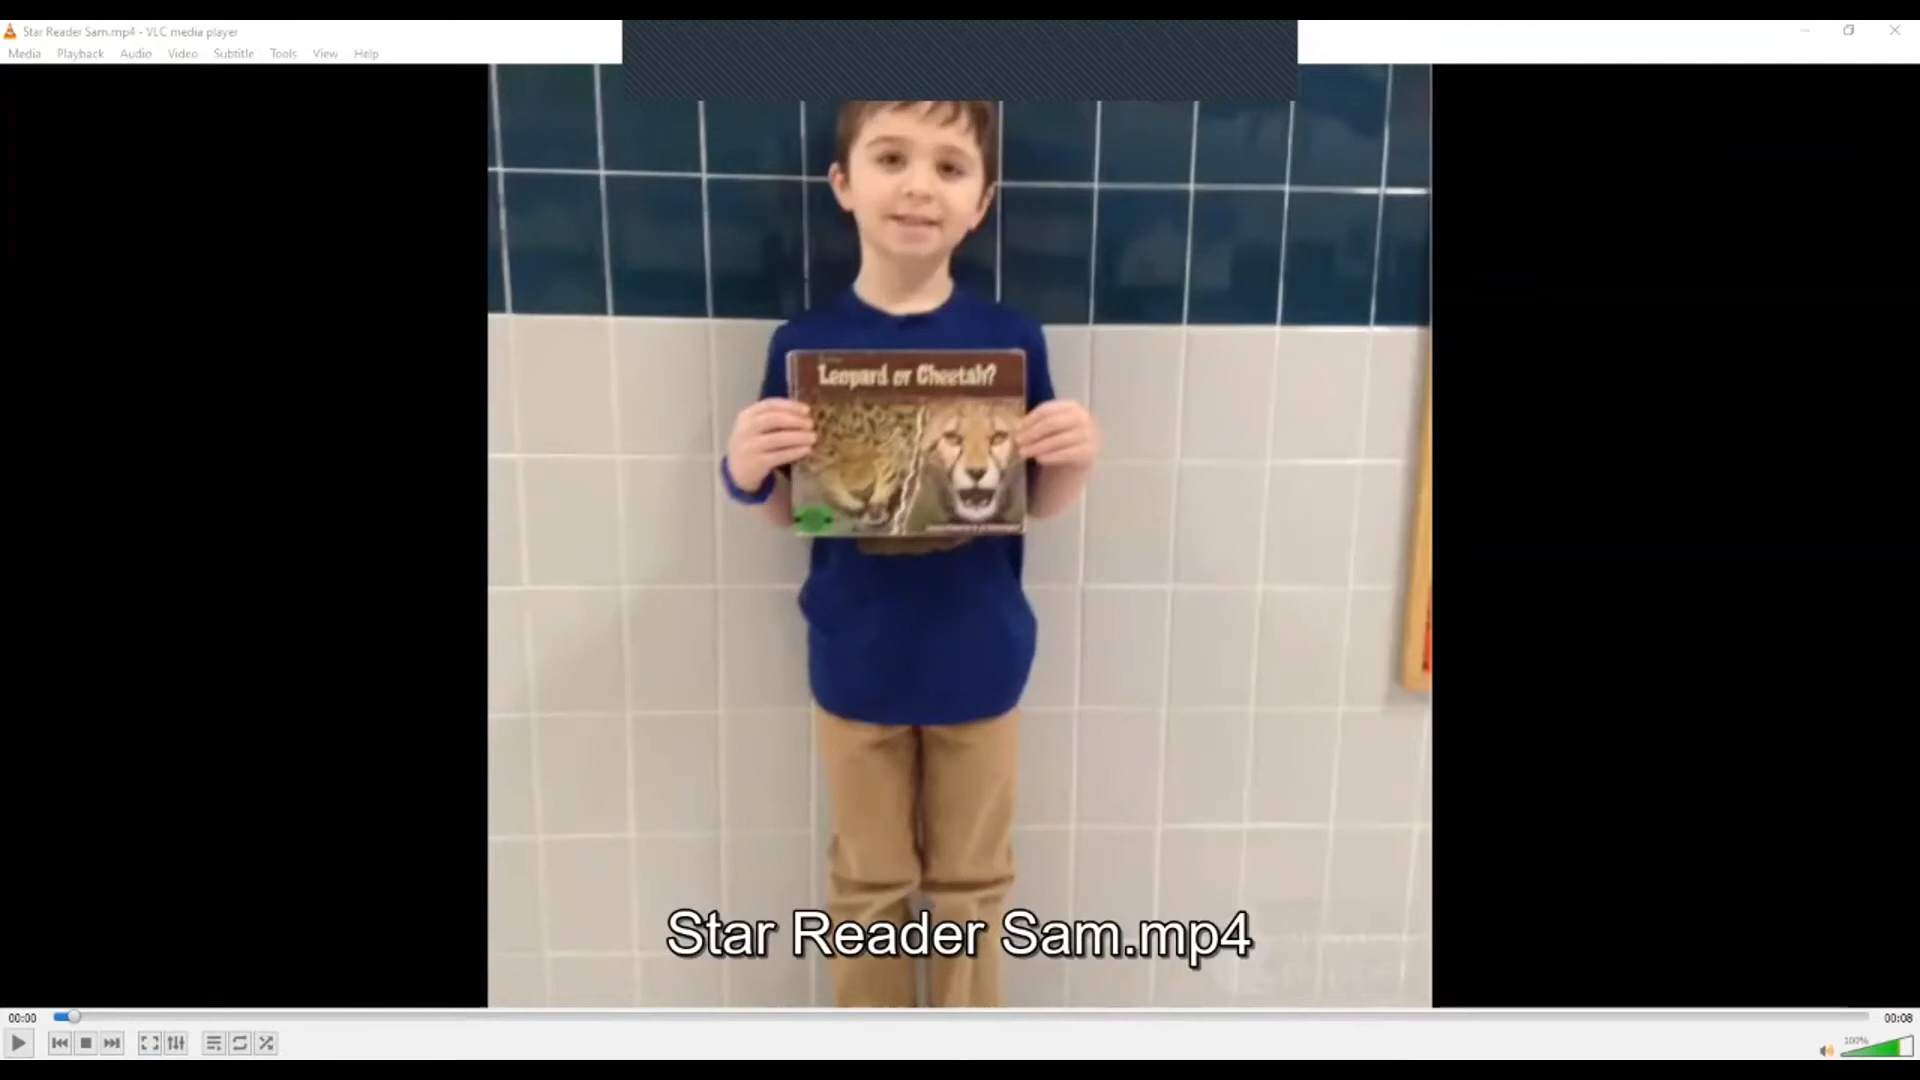 Star Reader Sam.mp4 - VLC media player
Media Playback Audio Video Subtitle Tools View Help
Leopard or Cheetah?
Star Reader Sam.mp4
00:00
00:08
100%